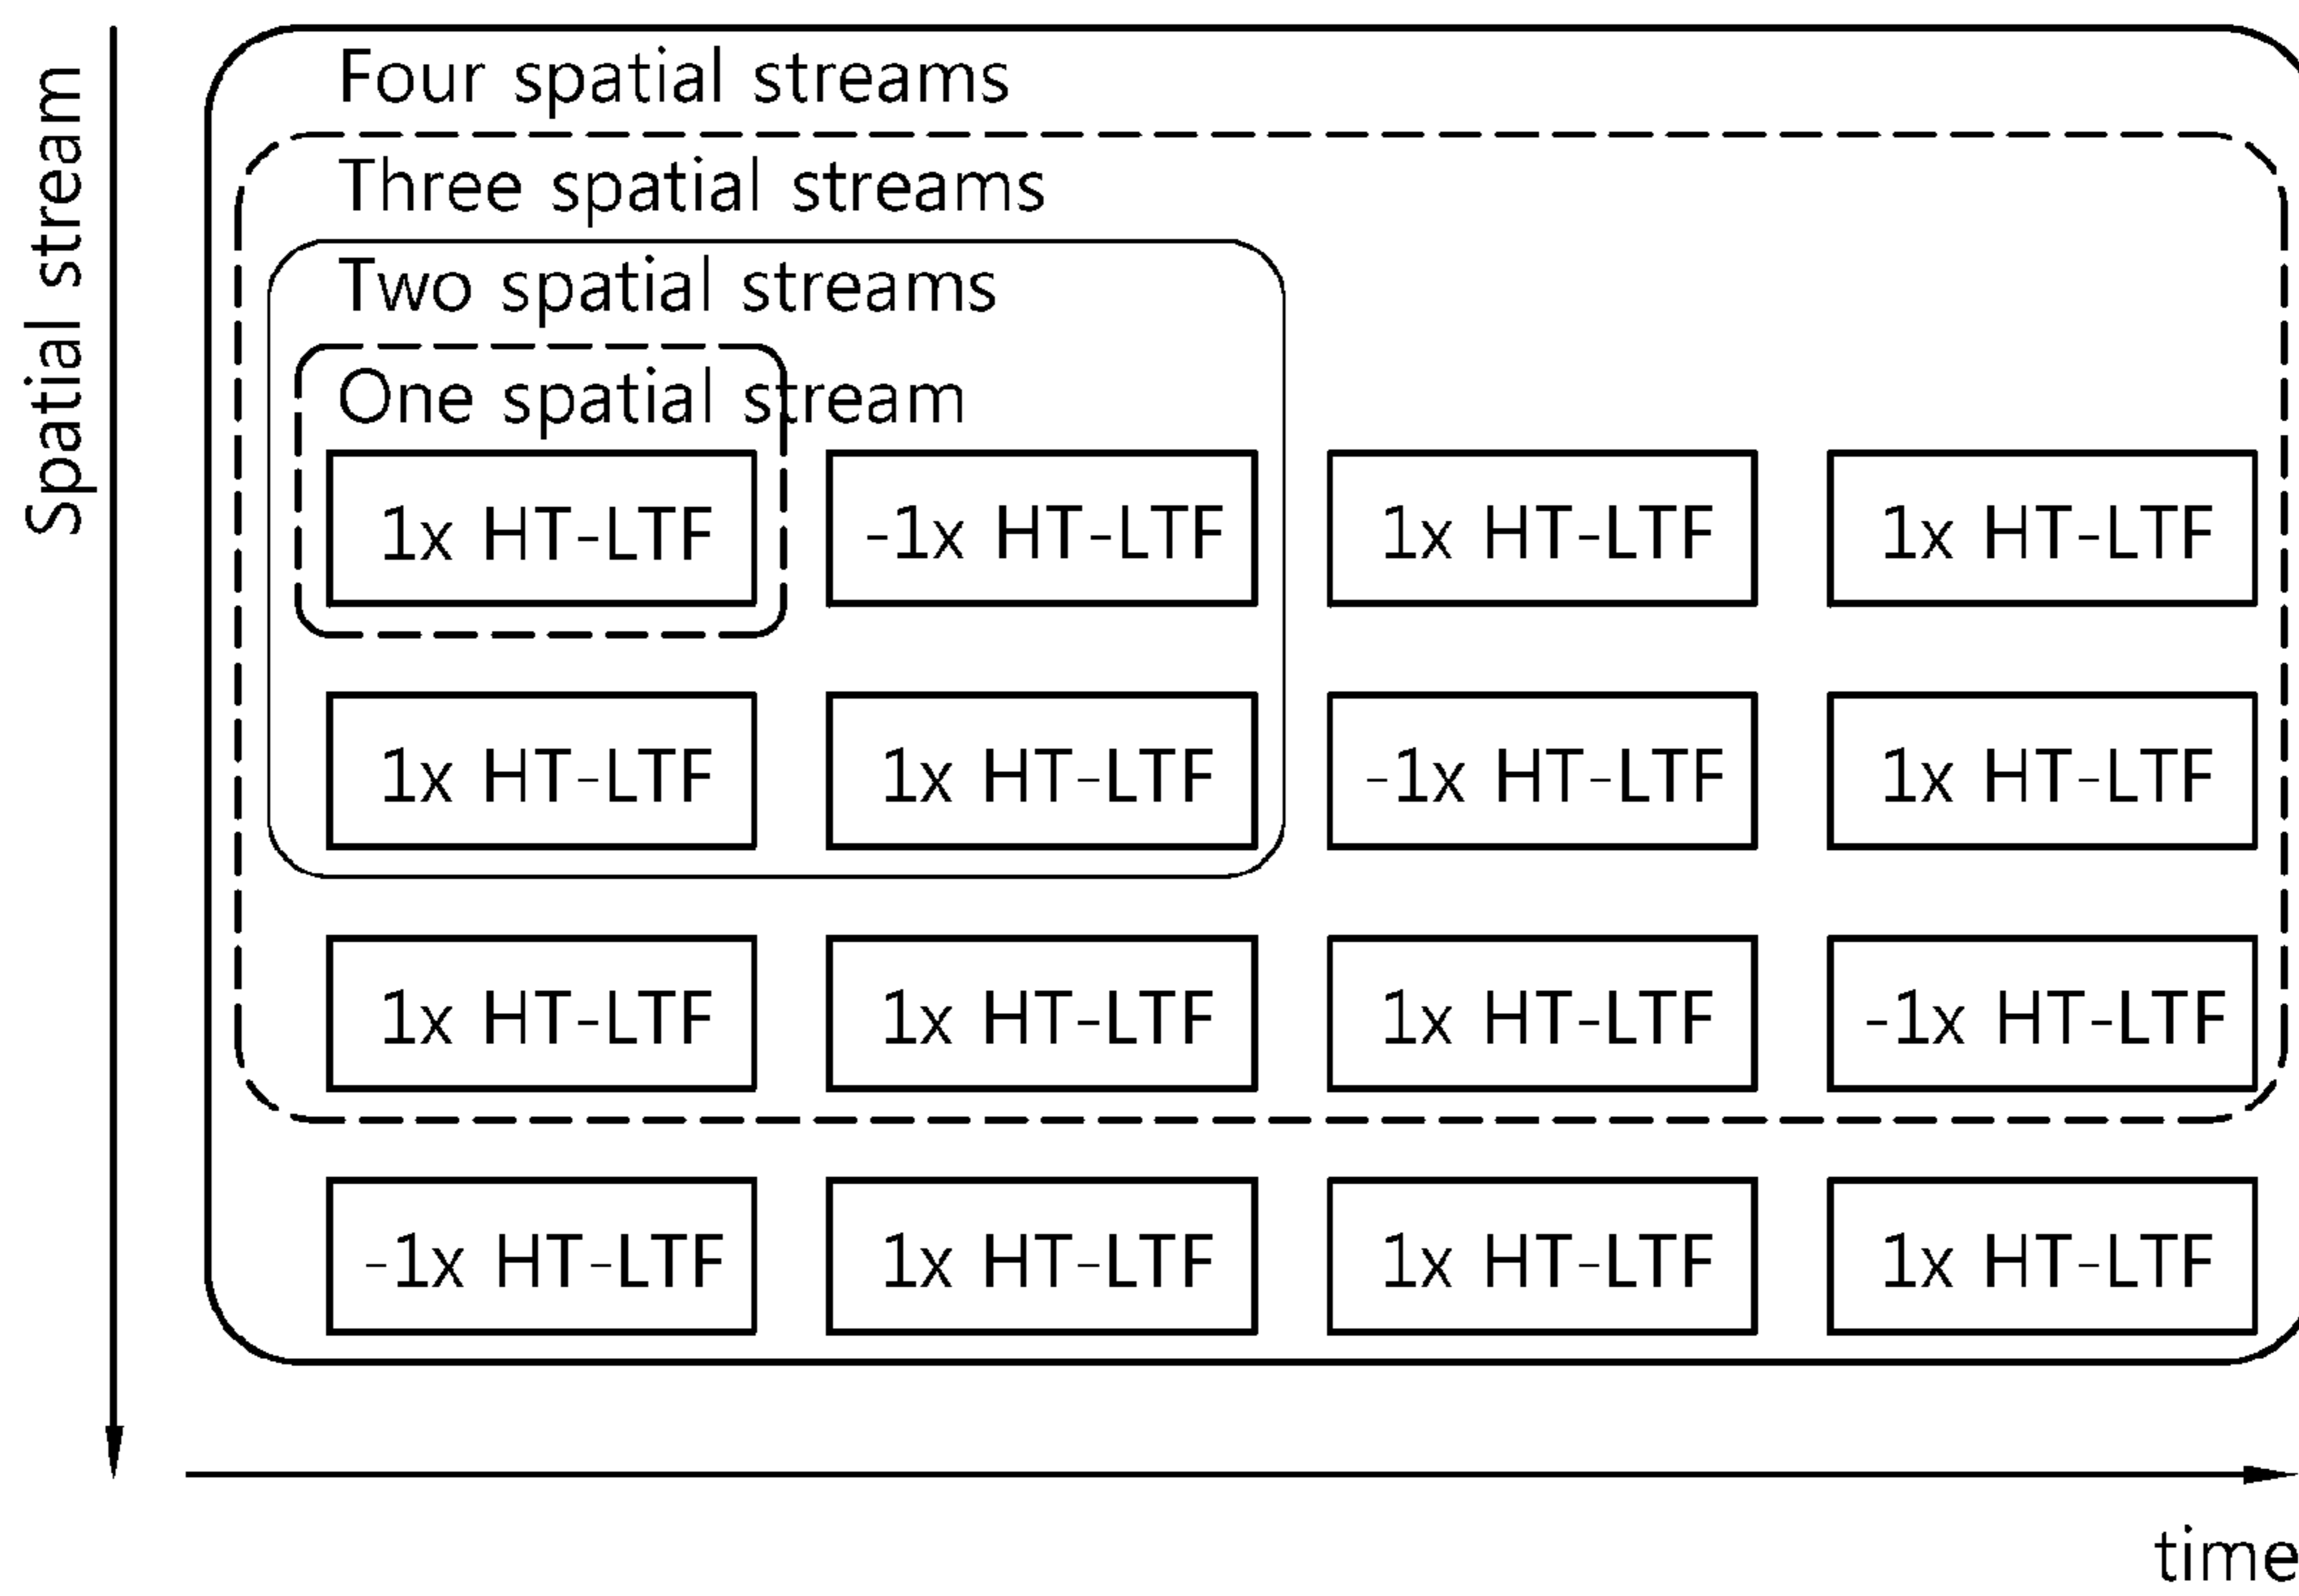 Spatial stream
Four spatial streams
Three spatial streams
Two spatial streams
One spatial stream
1x HT-LTF -1x HT-LTF 1x HT-LTF 1x HT-LTF
1x HT-LTF 1x HT-LTF -1x HT-LTF 1x HT-LTF
1x HT-LTF 1x HT-LTF 1x HT-LTF -1x HT-LTF
-1x HT-LTF 1x HT-LTF 1x HT-LTF 1x HT-LTF
time